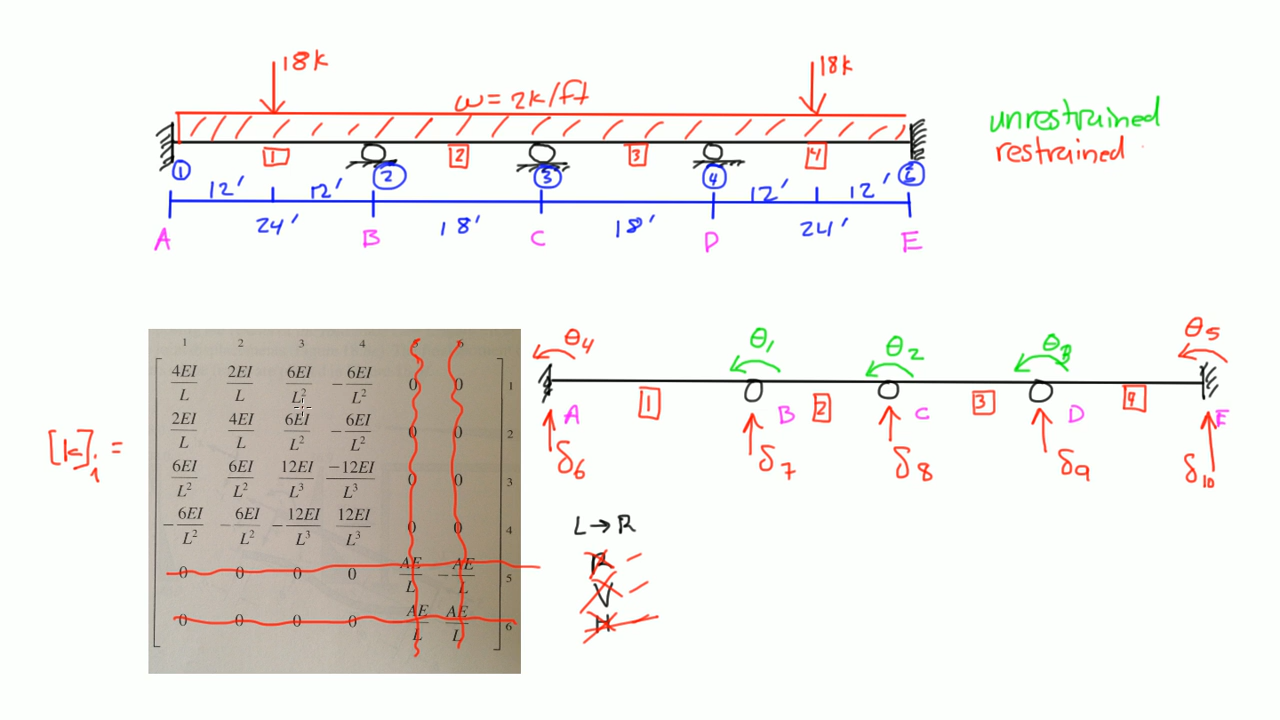 18k 18k
w = 2k/ft
unrestrained
restrained
1 2 3 4
① ② ③ ④
12' 12' 12' 12'
24' 18' 18' 24'
A B C D E
1 2 3 4 5 6
4EI/L 2EI/L 6EI/L² -6EI/L² 0 0 1
2EI/L 4EI/L 6EI/L² -6EI/L² 0 0 2
[k]₁ =
6EI/L² 6EI/L² 12EI/L³ -12EI/L³ 0 0 3
-6EI/L² -6EI/L² -12EI/L³ 12EI/L³ 0 0 4
0 0 0 0 AE/L -AE/L 5
0 0 0 0 AE/L AE/L 6
θ4 θ1 θ2 θ3 θ5
A 1 B 2 C 3 D 4 E
δ6 δ7 δ8 δ9 δ10
L → R
R -
V -
H -